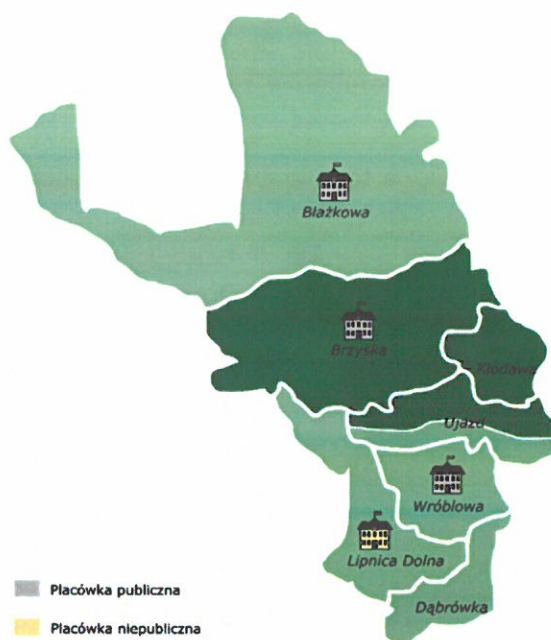 Błażkowa
Brzyska
Kłodawa
Ujazd
Wróblowa
Lipnica Dolna
Dąbrówka
Placówka publiczna
Placówka niepubliczna